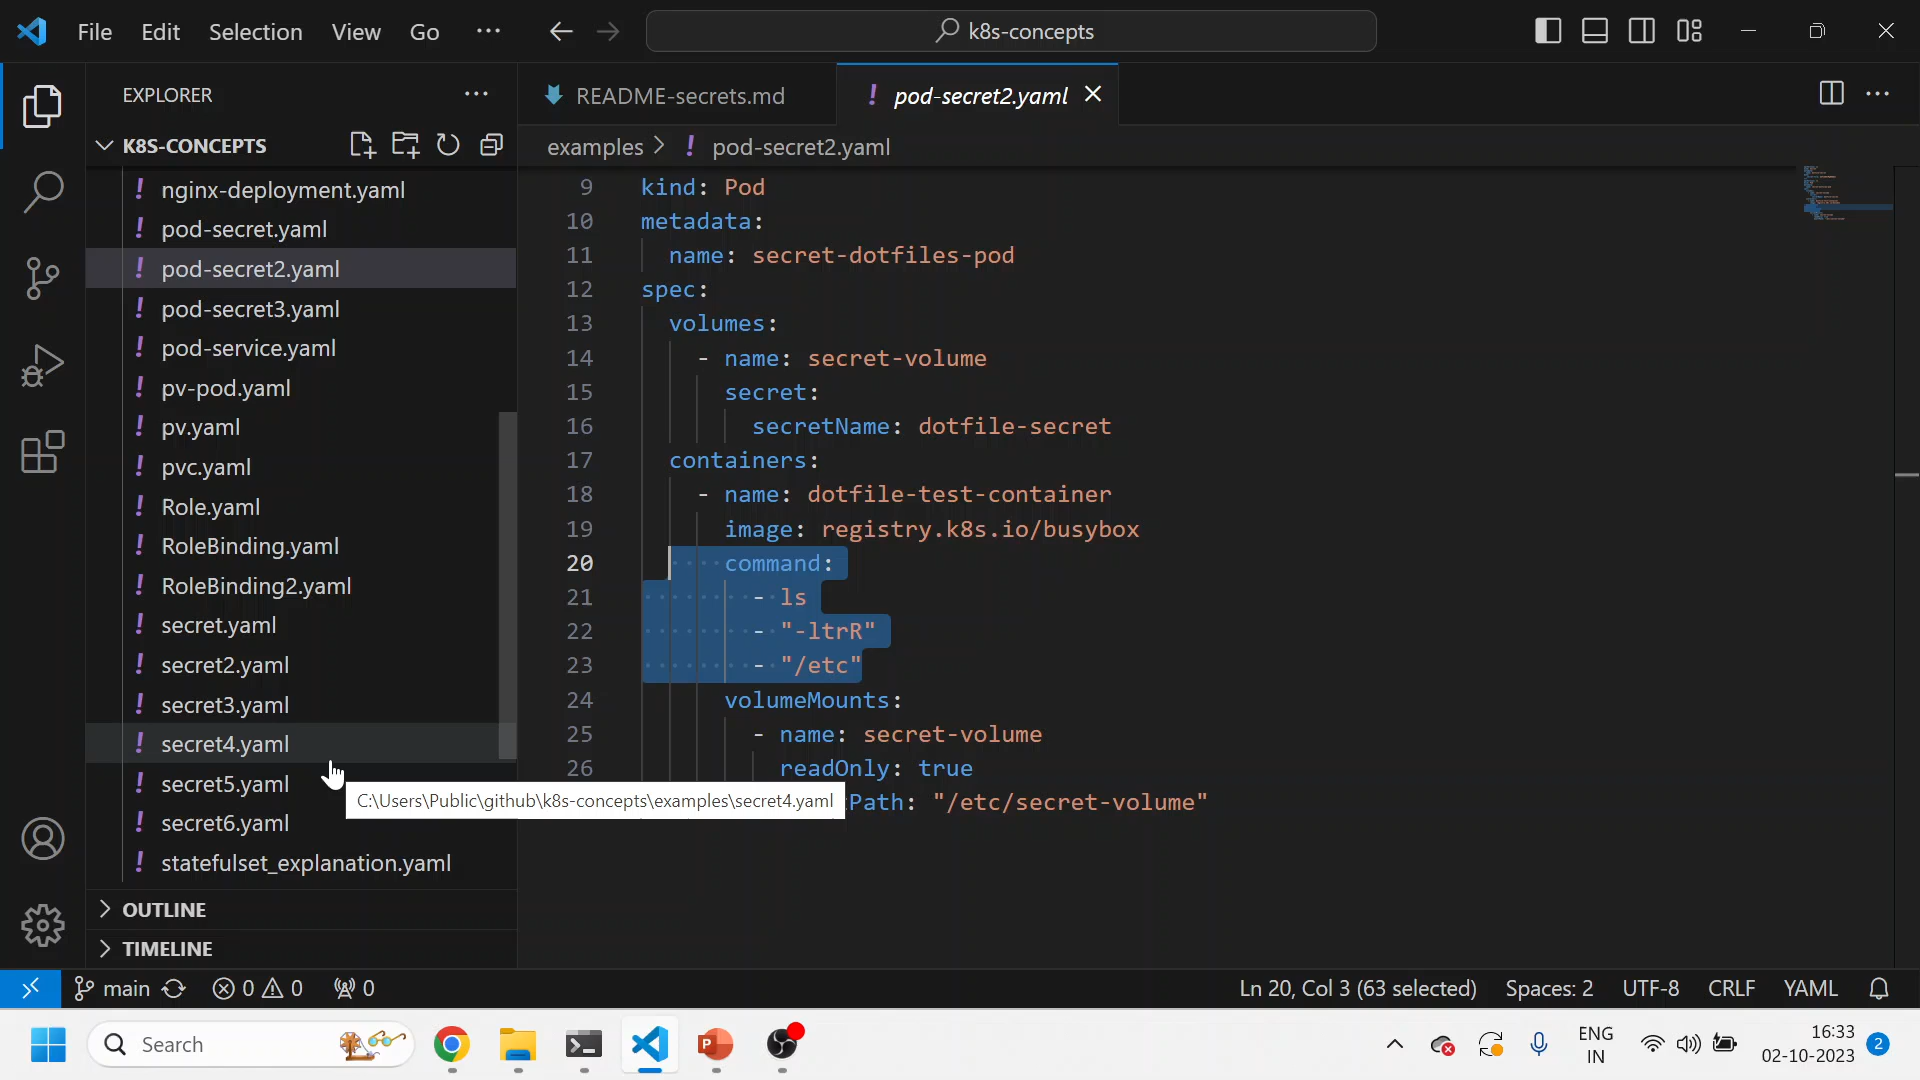 File Edit Selection View Go ··· k8s-concepts
EXPLORER ···
README-secrets.md ! pod-secret2.yaml
K8S-CONCEPTS
examples > ! pod-secret2.yaml
! nginx-deployment.yaml
! pod-secret.yaml
! pod-secret2.yaml
! pod-secret3.yaml
! pod-service.yaml
! pv-pod.yaml
! pv.yaml
! pvc.yaml
! Role.yaml
! RoleBinding.yaml
! RoleBinding2.yaml
! secret.yaml
! secret2.yaml
! secret3.yaml
! secret4.yaml
! secret5.yaml
! secret6.yaml
! statefulset_explanation.yaml
OUTLINE
TIMELINE
9 kind: Pod
10 metadata:
11 name: secret-dotfiles-pod
12 spec:
13 volumes:
14 - name: secret-volume
15 secret:
16 secretName: dotfile-secret
17 containers:
18 - name: dotfile-test-container
19 image: registry.k8s.io/busybox
20 command:
21 - ls
22 - "-ltrR"
23 - "/etc"
24 volumeMounts:
25 - name: secret-volume
26 readOnly: true
Path: "/etc/secret-volume"
C:\Users\Public\github\k8s-concepts\examples\secret4.yaml
main 0 0 0 Ln 20, Col 3 (63 selected) Spaces: 2 UTF-8 CRLF YAML
Search
ENG
IN
16:33
02-10-2023
2